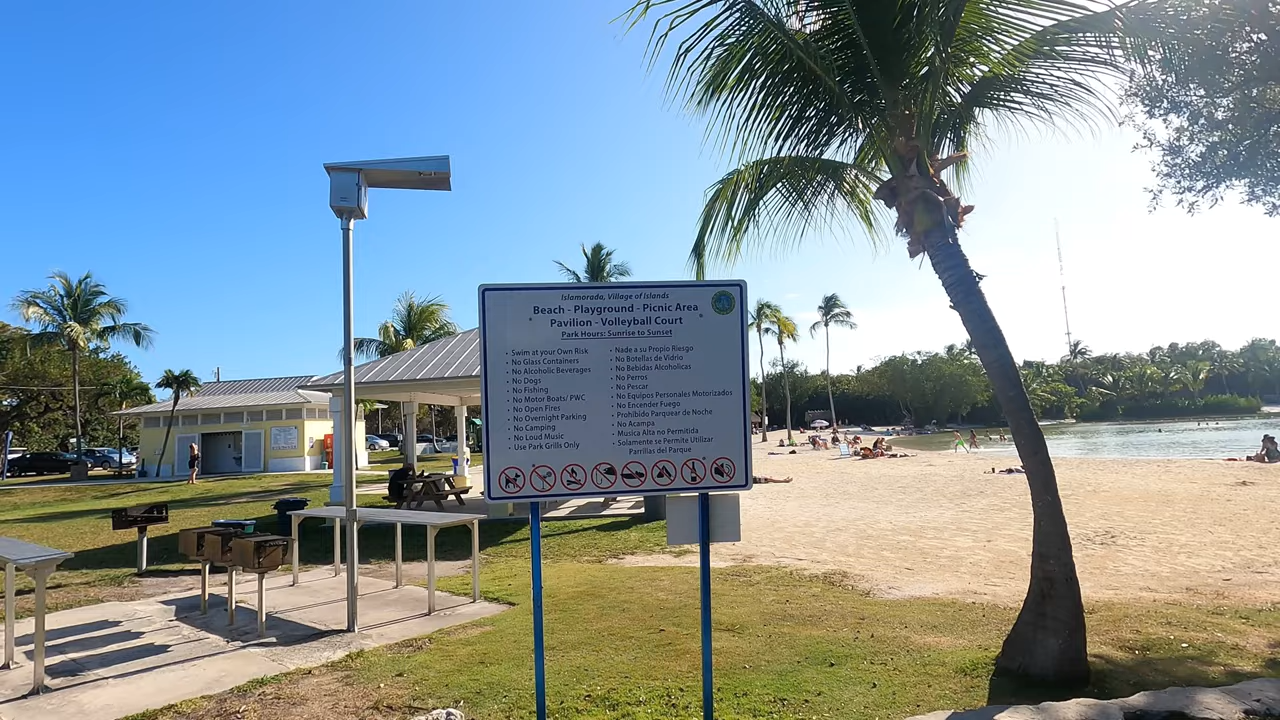 Islamorada, Village of Islands
Beach - Playground - Picnic Area
Pavilion - Volleyball Court
Park Hours: Sunrise to Sunset
• Swim at your Own Risk
• No Glass Containers
• No Alcoholic Beverages
• No Dogs
• No Fishing
• No Motor Boats/ PWC
• No Open Fires
• No Overnight Parking
• No Camping
• No Loud Music
• Use Park Grills Only
• Nade a su Propio Riesgo
• No Botellas de Vidrio
• No Bebidas Alcoholicas
• No Perros
• No Pescar
• No Equipos Personales Motorizados
• No Encender Fuego
• Prohibido Parquear de Noche
• No Acampa
• Musica Alta no Permitida
• Solamente se Permite Utilizar
Parrillas del Parque